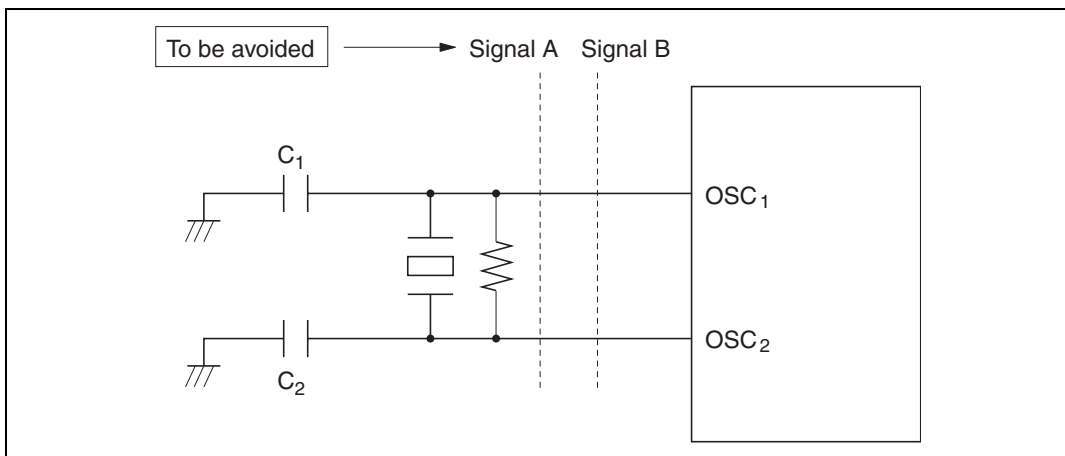 To be avoided
Signal A
Signal B
C₁
OSC₁
OSC₂
C₂